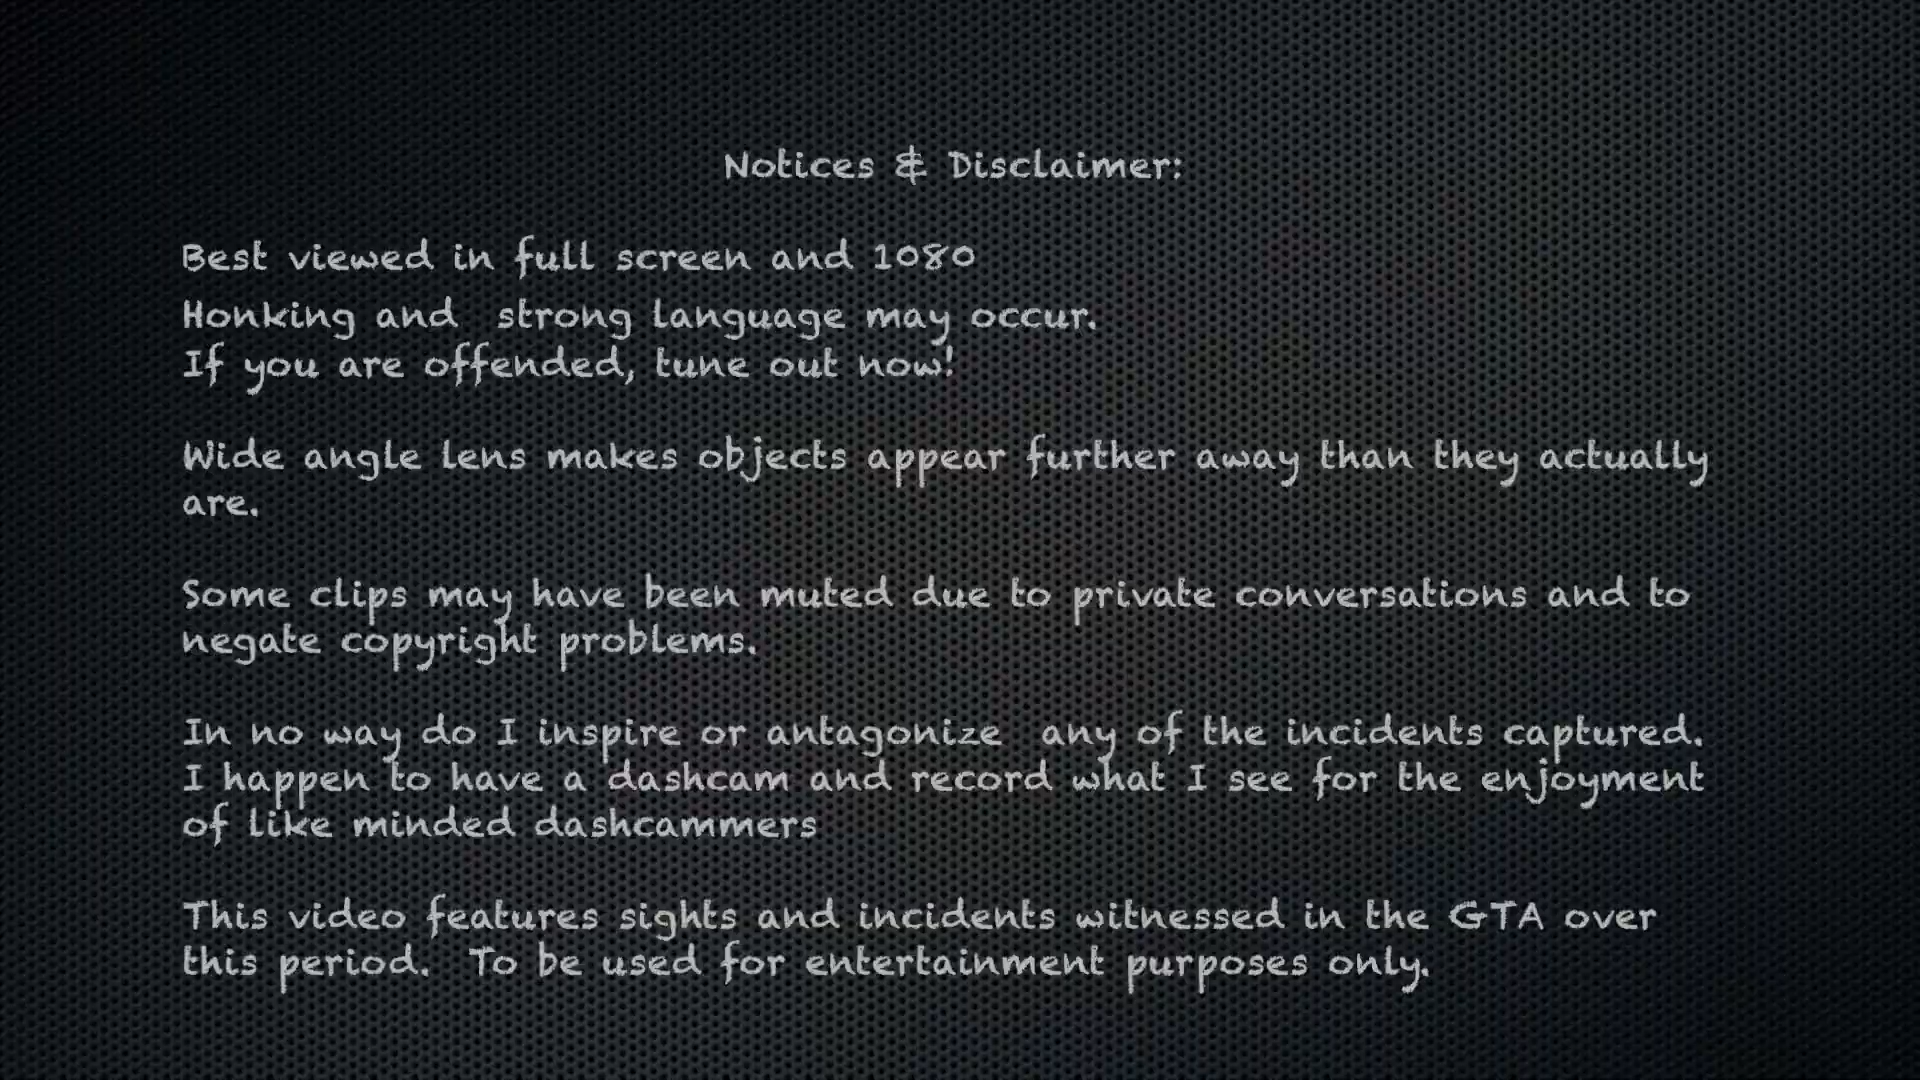 Notices & Disclaimer:
Best viewed in full screen and 1080
Honking and  strong language may occur.
If you are offended, tune out now!
Wide angle lens makes objects appear further away than they actually
are.
Some clips may have been muted due to private conversations and to
negate copyright problems.
In no way do I inspire or antagonize  any of the incidents captured.
I happen to have a dashcam and record what I see for the enjoyment
of like minded dashcammers
This video features sights and incidents witnessed in the GTA over
this period.  To be used for entertainment purposes only.